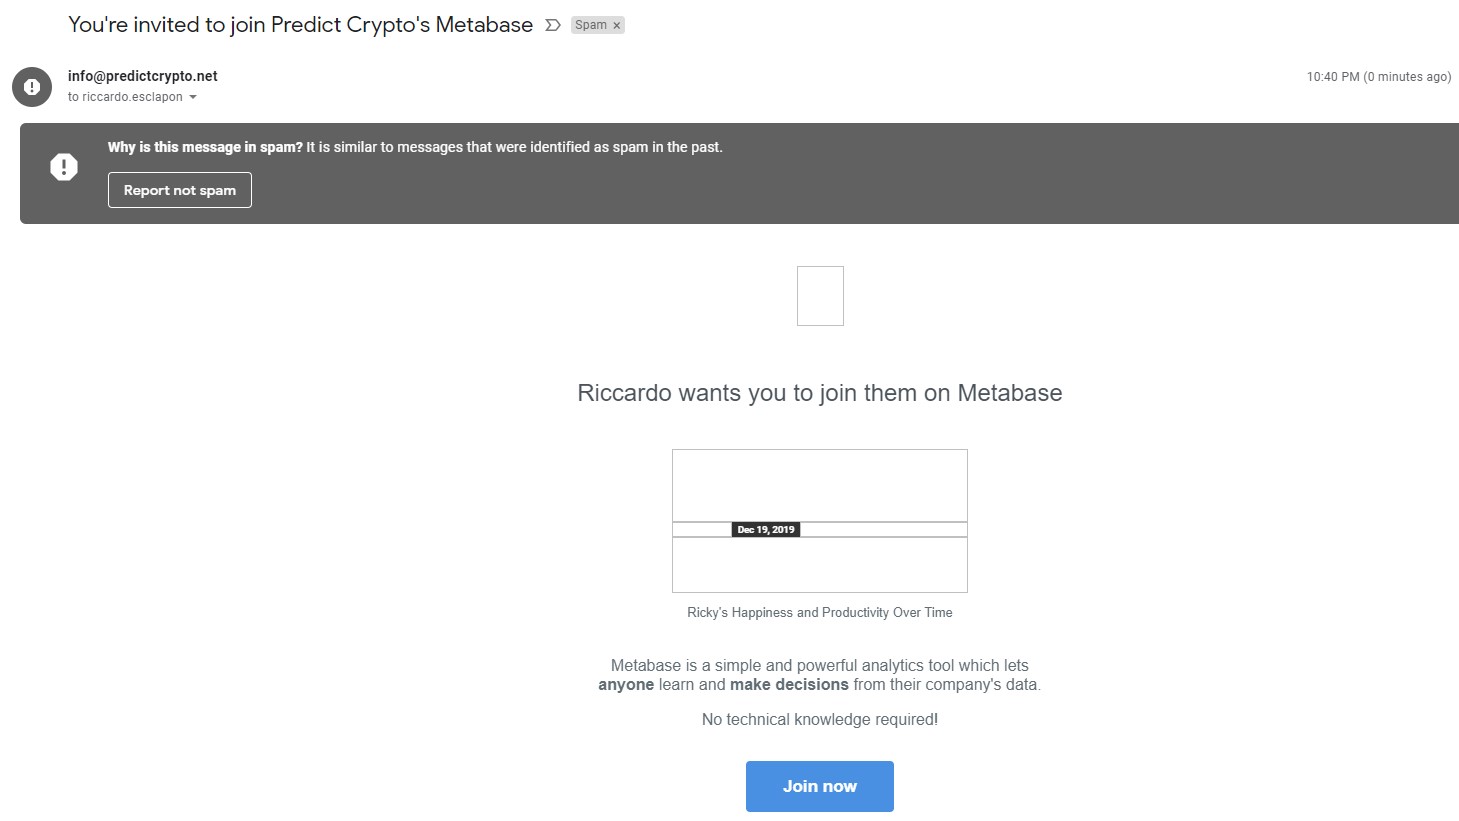 You're invited to join Predict Crypto's Metabase
Spam ×
info@predictcrypto.net
10:40 PM (0 minutes ago)
to riccardo.esclapon
Why is this message in spam? It is similar to messages that were identified as spam in the past.
Report not spam
Riccardo wants you to join them on Metabase
Dec 19, 2019
Ricky's Happiness and Productivity Over Time
Metabase is a simple and powerful analytics tool which lets
anyone learn and make decisions from their company's data.
No technical knowledge required!
Join now